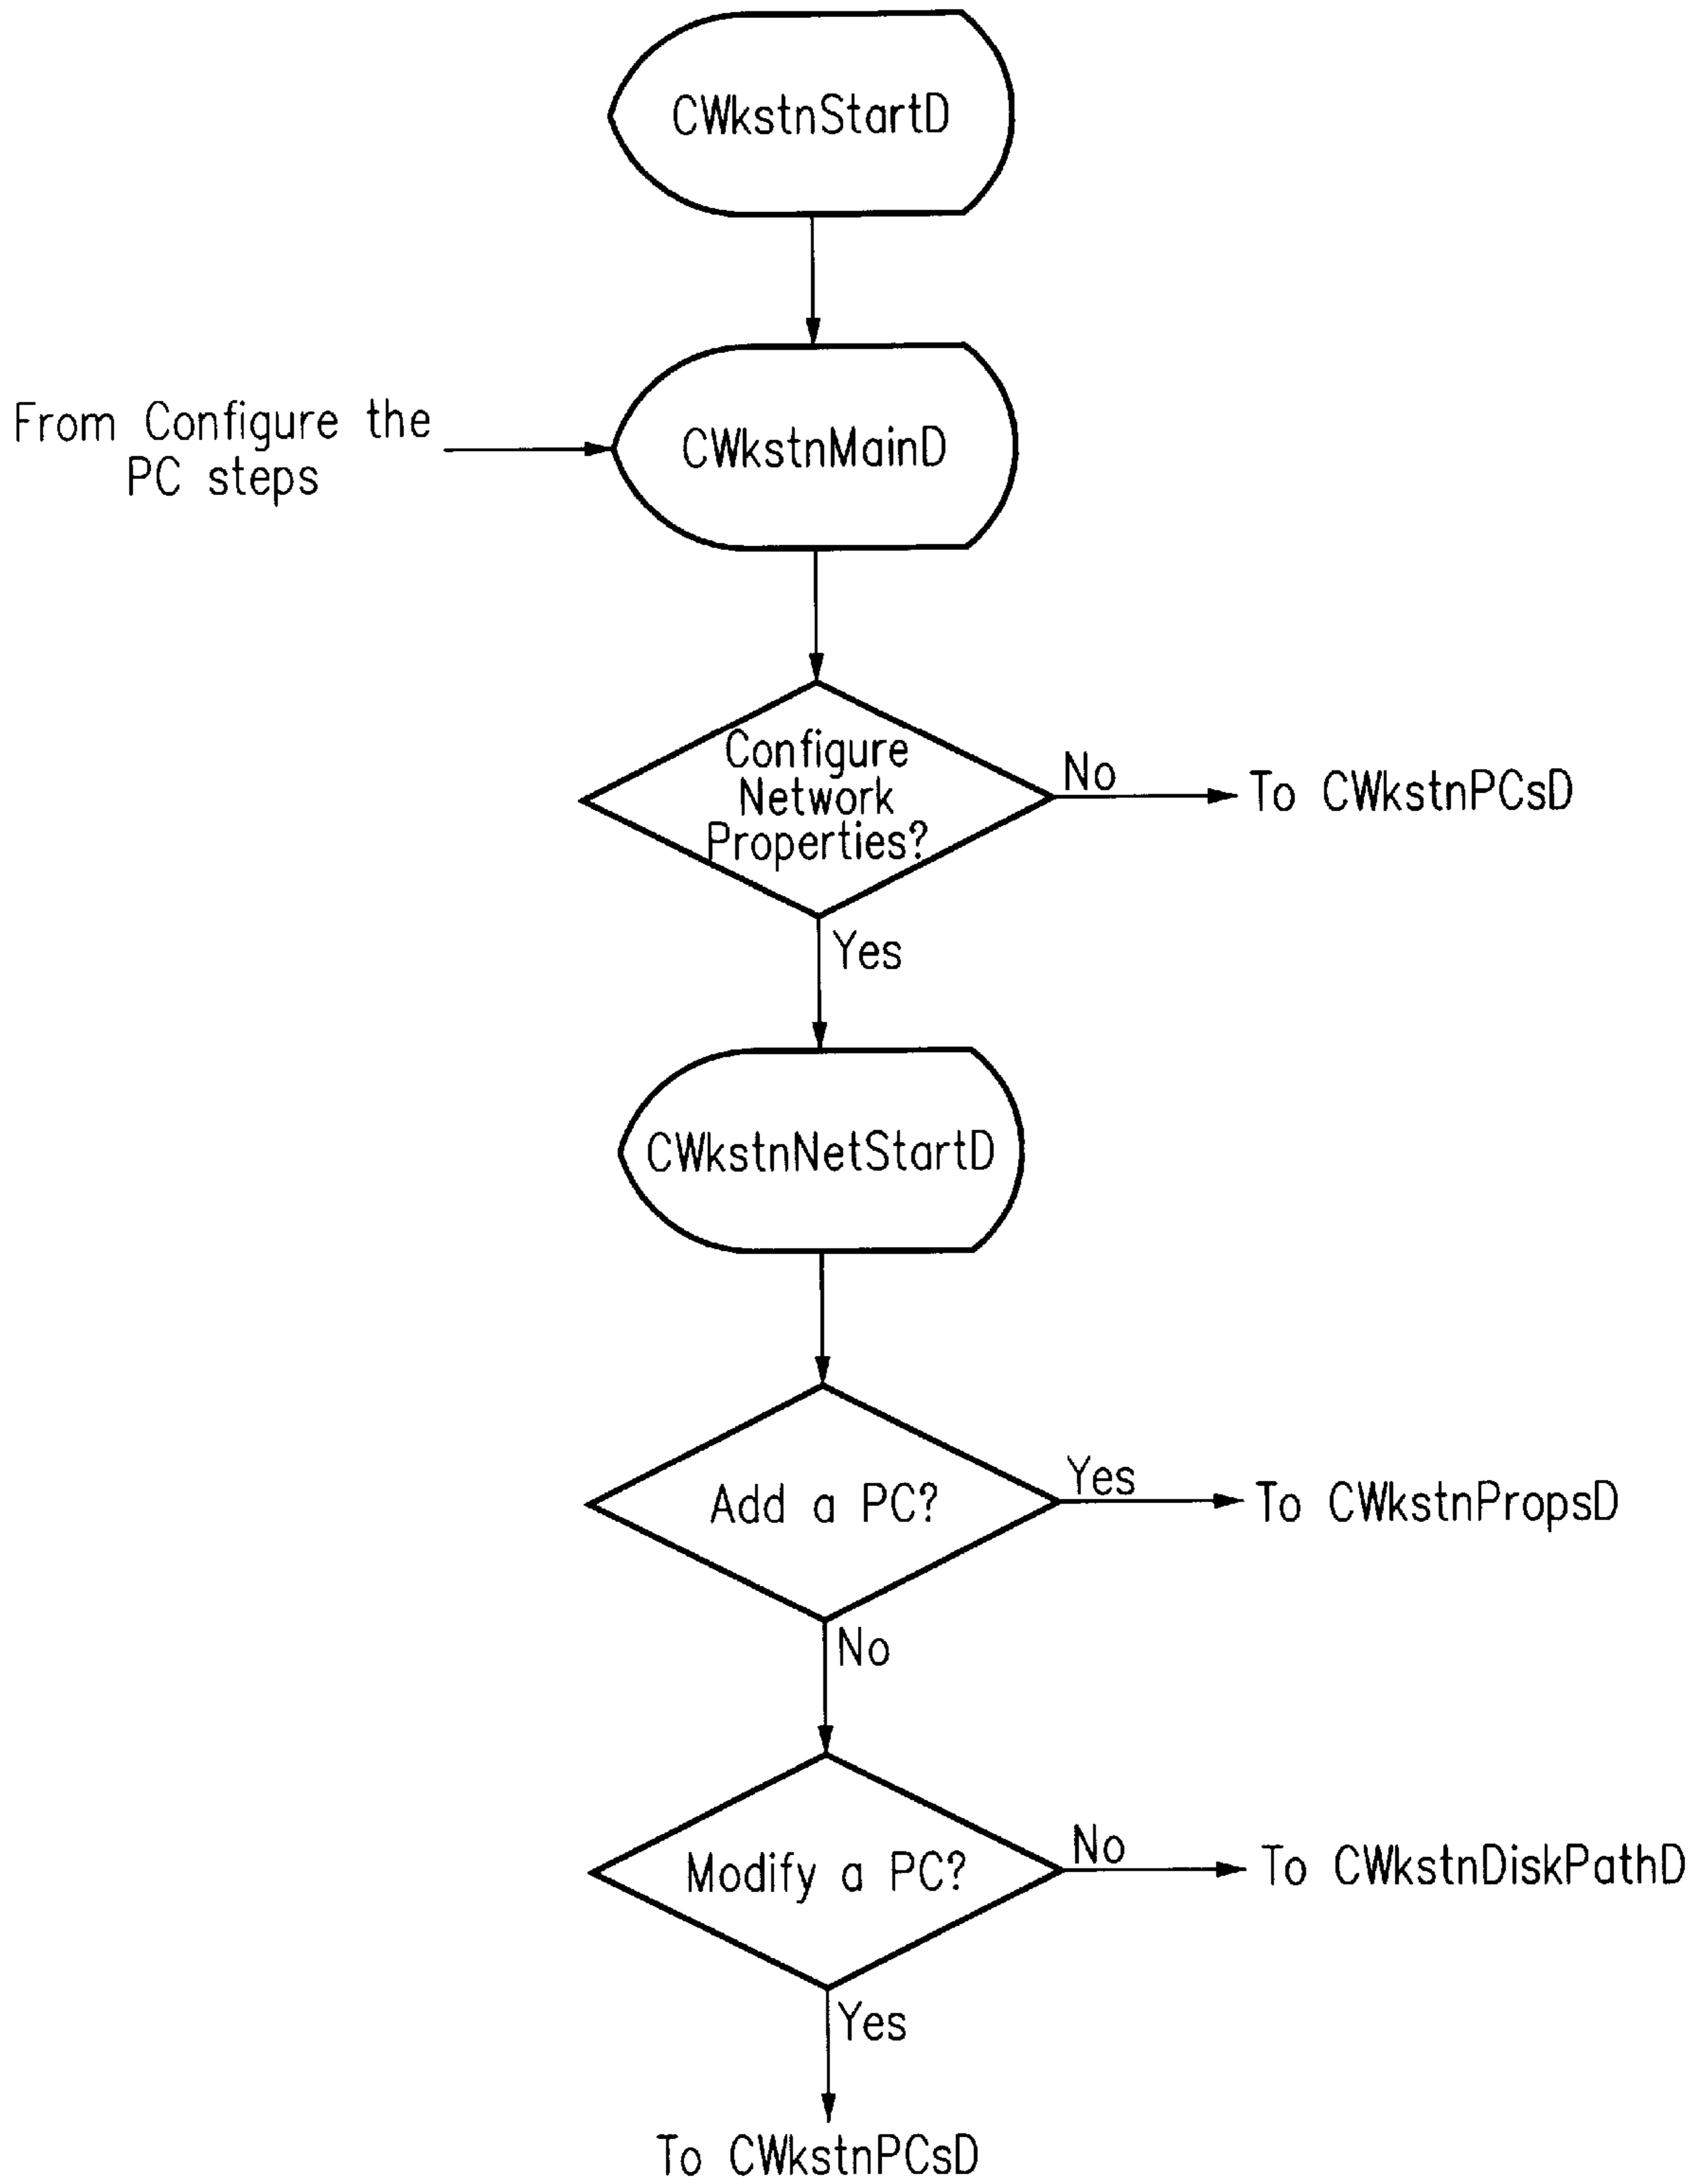 CWkstnStartD
From Configure the
PC steps
CWkstnMainD
Configure
Network
Properties?
No
To CWkstnPCsD
Yes
CWkstnNetStartD
Add a PC?
Yes
To CWkstnPropsD
No
Modify a PC?
No
To CWkstnDiskPathD
Yes
To CWkstnPCsD